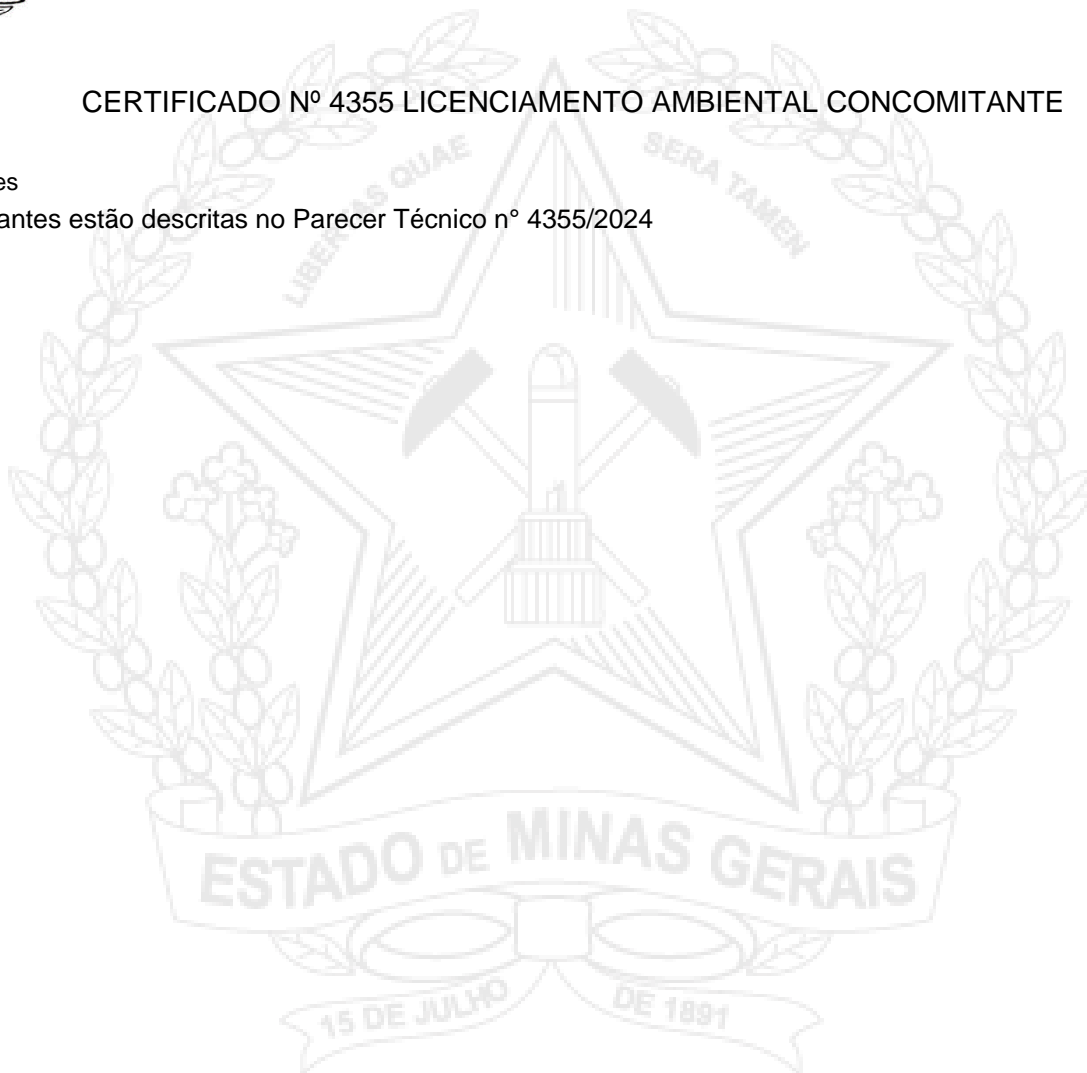 CERTIFICADO Nº 4355 LICENCIAMENTO AMBIENTAL CONCOMITANTE
es
antes estão descritas no Parecer Técnico n° 4355/2024
LIBERTAS QUAE SERA TAMEN
ESTADO DE MINAS GERAIS
15 DE JULHO DE 1891